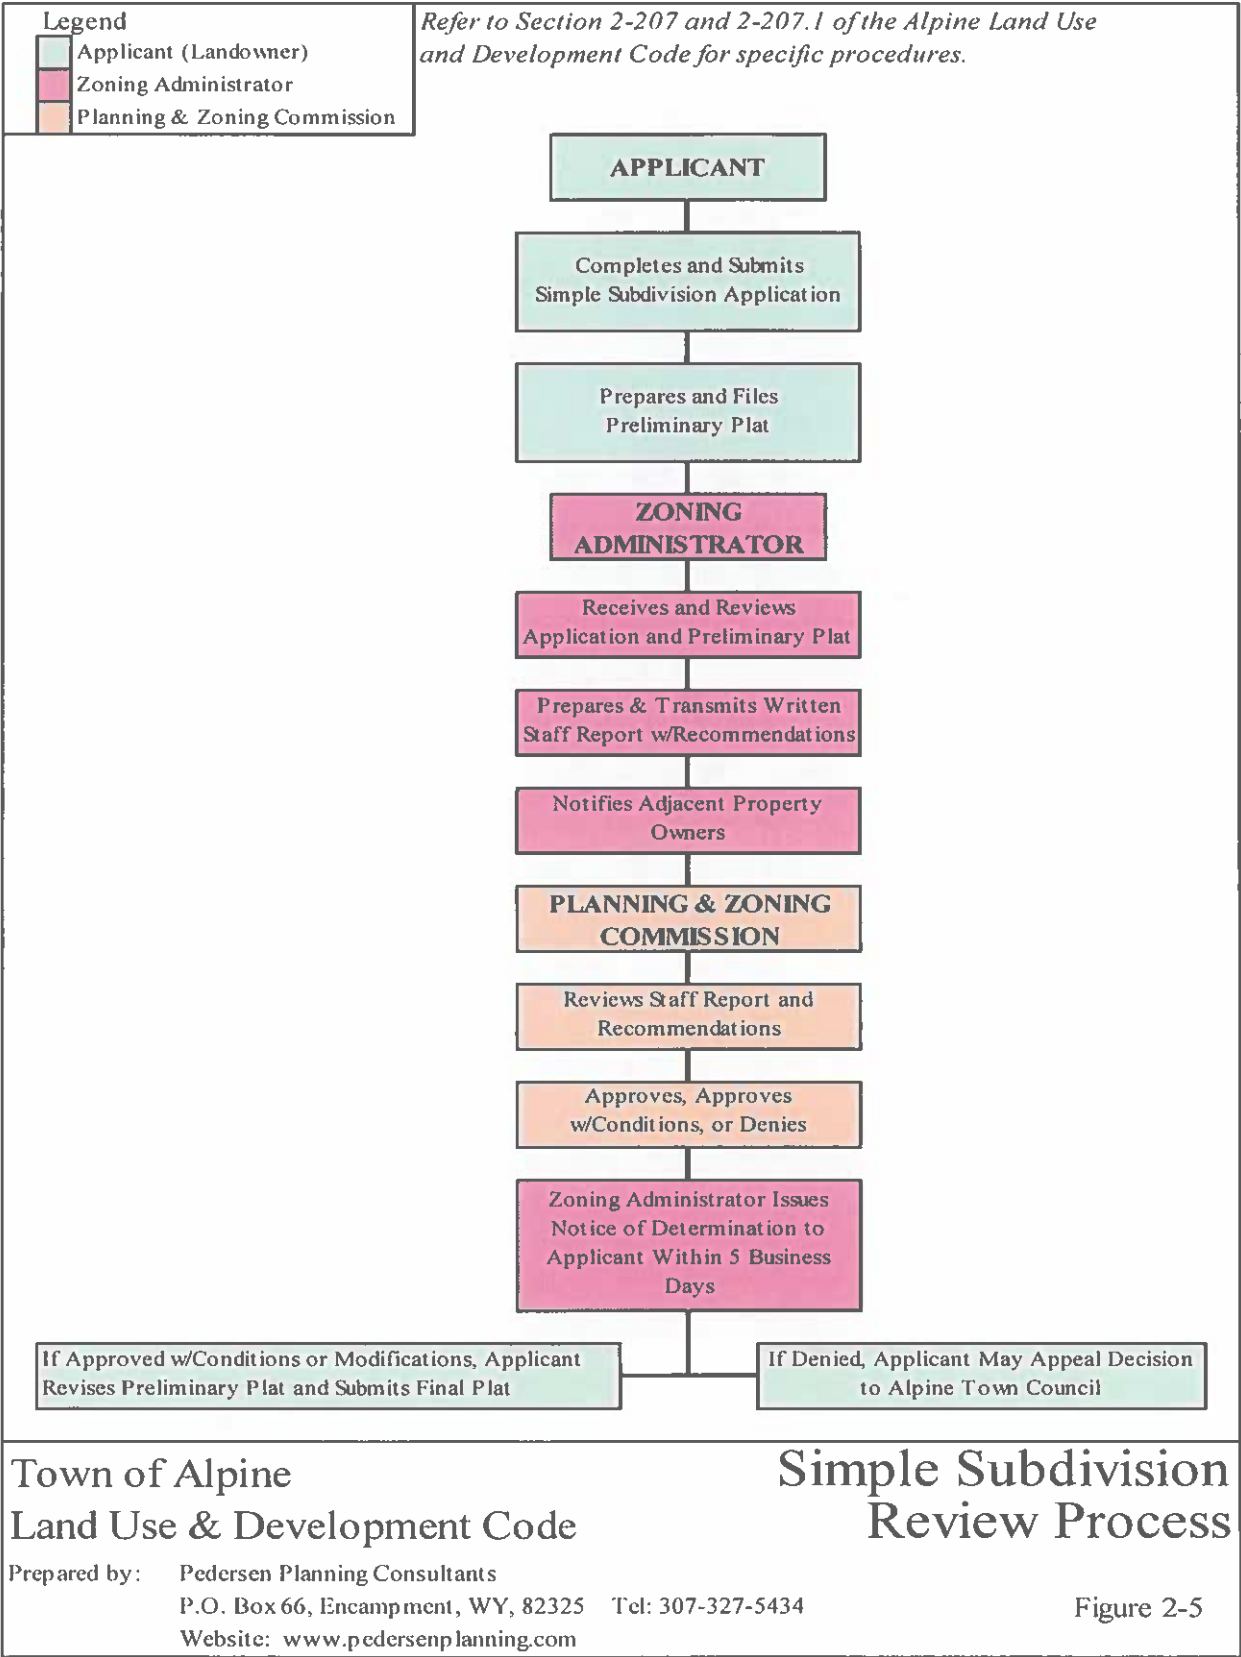 Legend
Applicant (Landowner)
Zoning Administrator
Planning & Zoning Commission
Refer to Section 2-207 and 2-207.1 of the Alpine Land Use
and Development Code for specific procedures.
APPLICANT
Completes and Submits
Simple Subdivision Application
Prepares and Files
Preliminary Plat
ZONING
ADMINISTRATOR
Receives and Reviews
Application and Preliminary Plat
Prepares & Transmits Written
Staff Report w/Recommendations
Notifies Adjacent Property
Owners
PLANNING & ZONING
COMMISSION
Reviews Staff Report and
Recommendations
Approves, Approves
w/Conditions, or Denies
Zoning Administrator Issues
Notice of Determination to
Applicant Within 5 Business
Days
If Approved w/Conditions or Modifications, Applicant
Revises Preliminary Plat and Submits Final Plat
If Denied, Applicant May Appeal Decision
to Alpine Town Council
Town of Alpine
Land Use & Development Code
Simple Subdivision
Review Process
Prepared by: Pedersen Planning Consultants
P.O. Box 66, Encampment, WY, 82325 Tel: 307-327-5434
Website: www.pedersenplanning.com
Figure 2-5